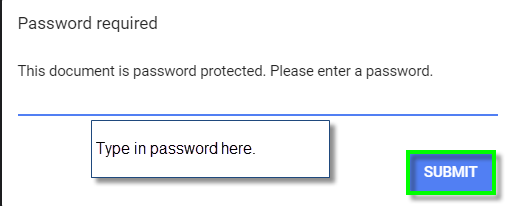 Password required
This document is password protected. Please enter a password.
Type in password here.
SUBMIT